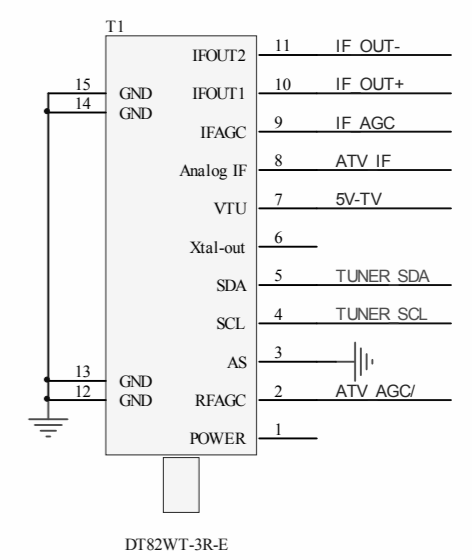 T1
IFOUT2 11 IF OUT-
15 GND IFOUT1 10 IF OUT+
14 GND
IFAGC 9 IF AGC
Analog IF 8 ATV IF
VTU 7 5V-TV
Xtal-out 6
SDA 5 TUNER SDA
SCL 4 TUNER SCL
AS 3
13 GND
12 GND RFAGC 2 ATV AGC/
POWER 1
DT82WT-3R-E